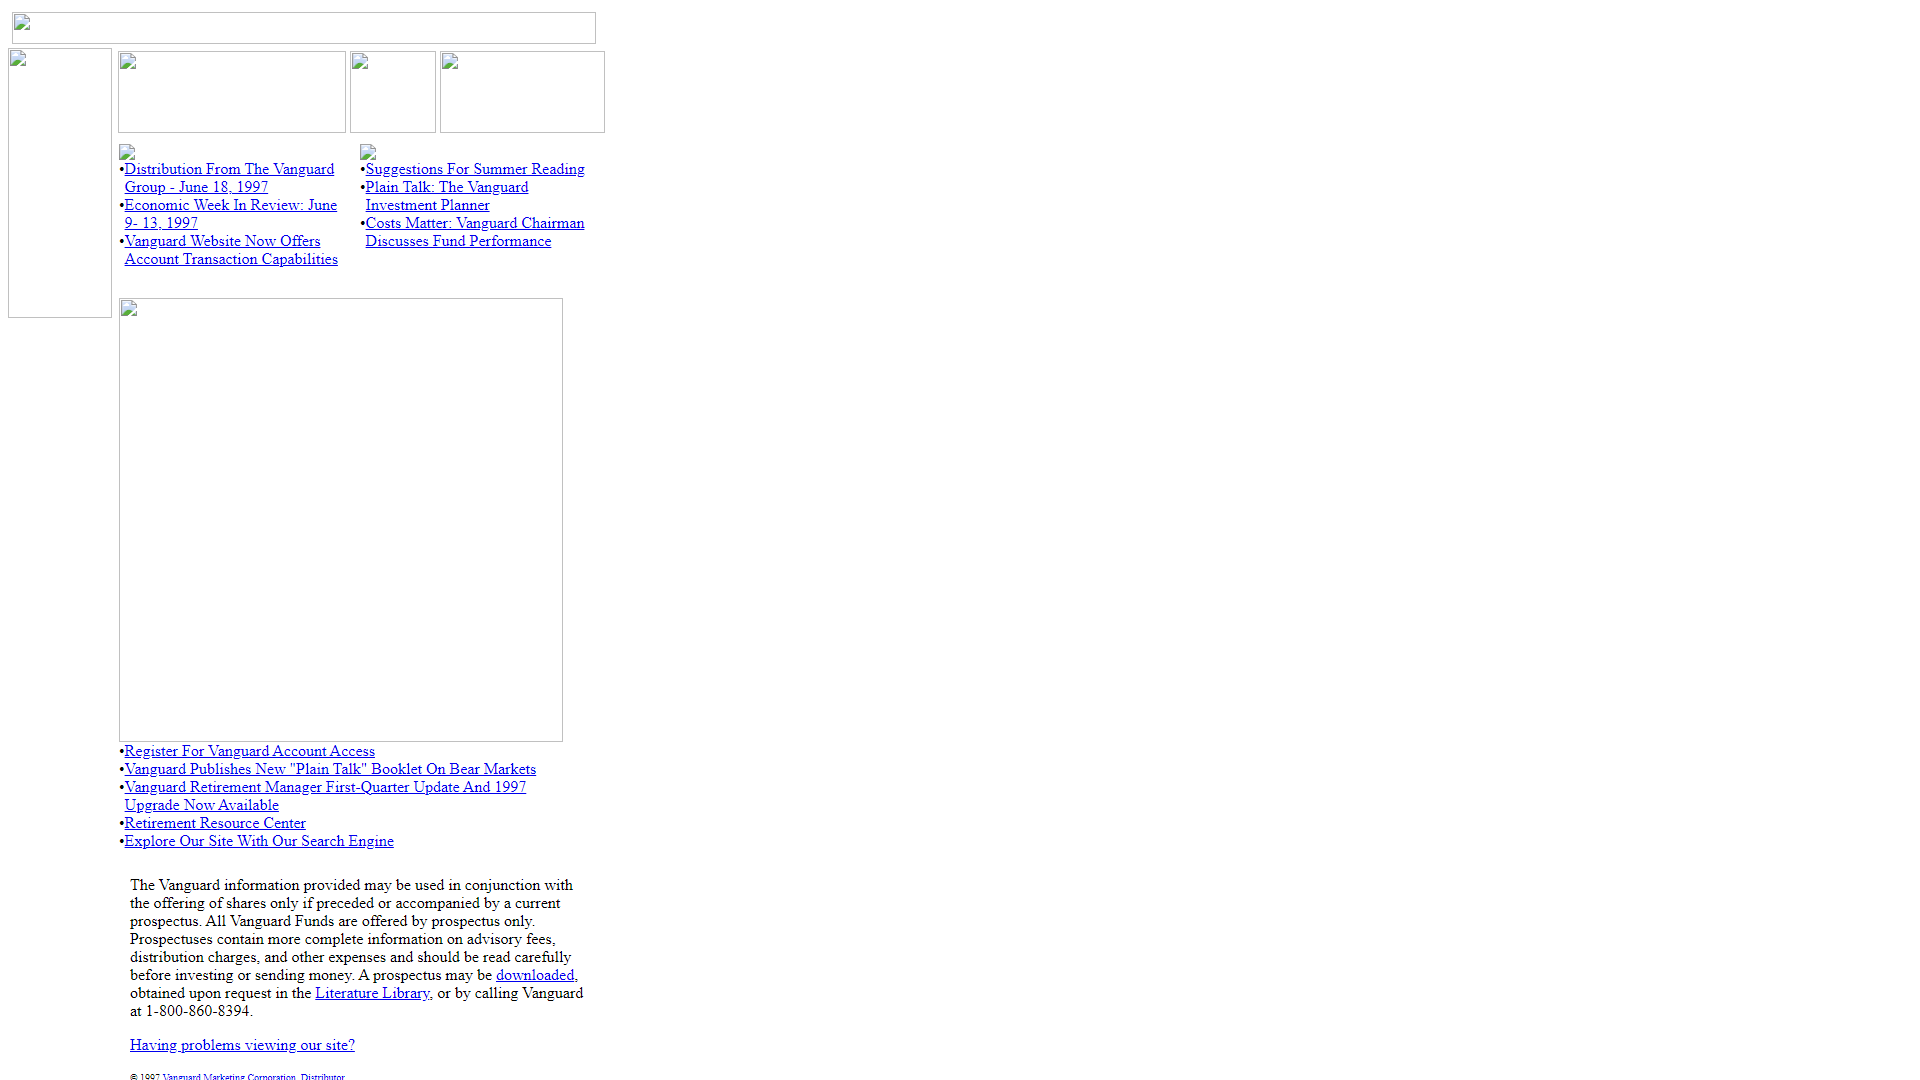 •Distribution From The Vanguard
Group - June 18, 1997
•Economic Week In Review: June
9- 13, 1997
•Vanguard Website Now Offers
Account Transaction Capabilities
•Suggestions For Summer Reading
•Plain Talk: The Vanguard
Investment Planner
•Costs Matter: Vanguard Chairman
Discusses Fund Performance
•Register For Vanguard Account Access
•Vanguard Publishes New "Plain Talk" Booklet On Bear Markets
•Vanguard Retirement Manager First-Quarter Update And 1997
Upgrade Now Available
•Retirement Resource Center
•Explore Our Site With Our Search Engine
The Vanguard information provided may be used in conjunction with
the offering of shares only if preceded or accompanied by a current
prospectus. All Vanguard Funds are offered by prospectus only.
Prospectuses contain more complete information on advisory fees,
distribution charges, and other expenses and should be read carefully
before investing or sending money. A prospectus may be downloaded,
obtained upon request in the Literature Library, or by calling Vanguard
at 1-800-860-8394.
Having problems viewing our site?
© 1997 Vanguard Marketing Corporation, Distributor